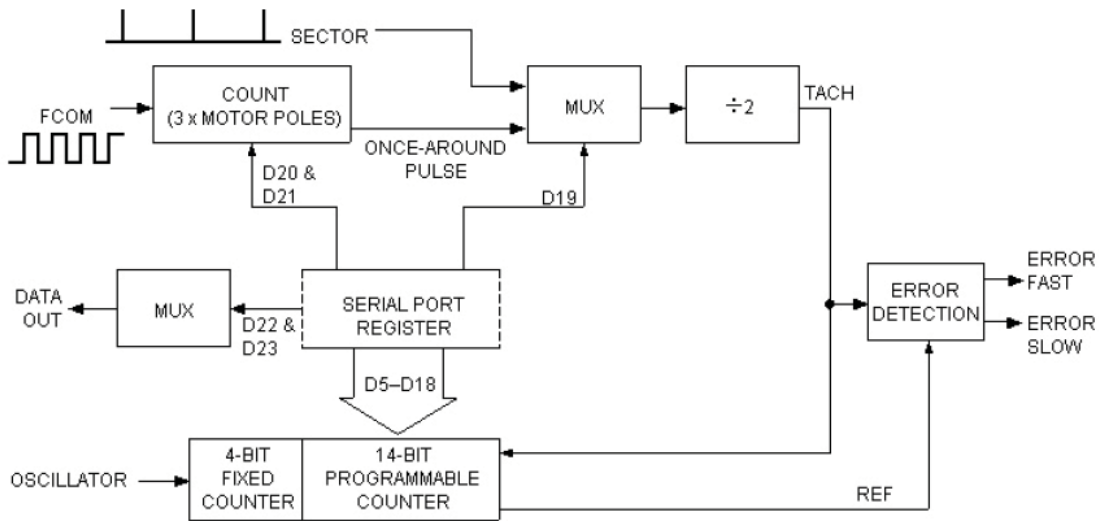 SECTOR
FCOM
COUNT
(3 x MOTOR POLES)
MUX
÷2
TACH
ONCE-AROUND
PULSE
D20 &
D21
D19
DATA
OUT
MUX
D22 &
D23
SERIAL PORT
REGISTER
ERROR
DETECTION
ERROR
FAST
ERROR
SLOW
D5–D18
OSCILLATOR
4-BIT
FIXED
COUNTER
14-BIT
PROGRAMMABLE
COUNTER
REF